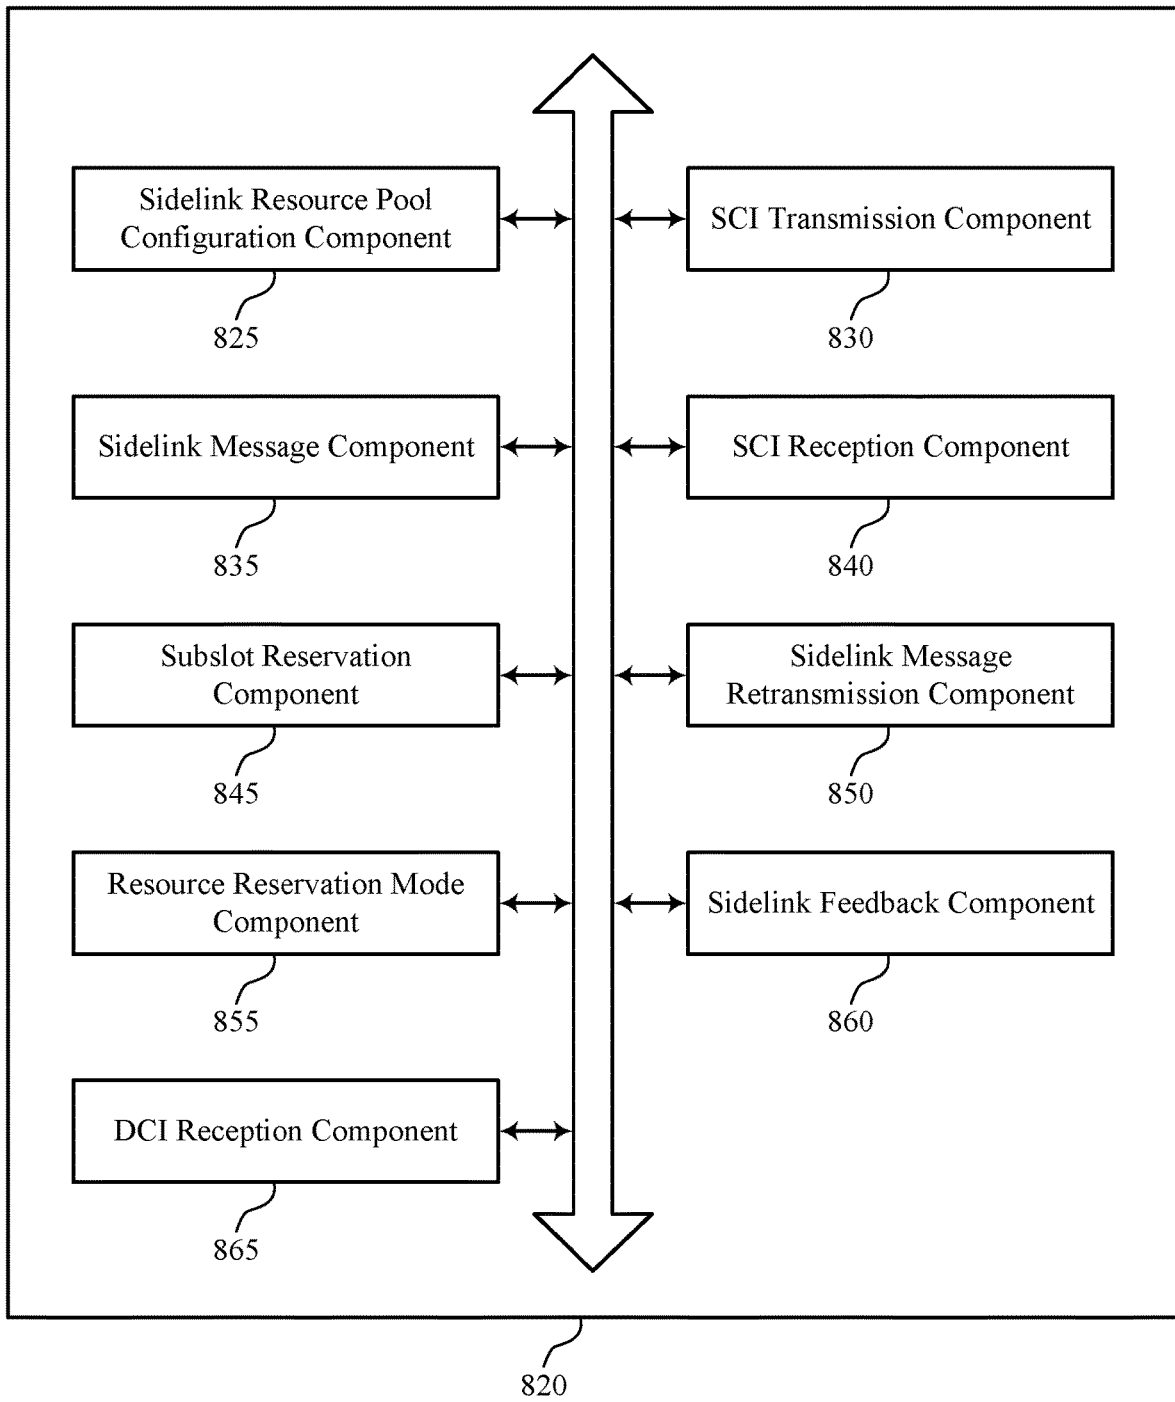 Sidelink Resource Pool
Configuration Component
825
SCI Transmission Component
830
Sidelink Message Component
835
SCI Reception Component
840
Subslot Reservation
Component
845
Sidelink Message
Retransmission Component
850
Resource Reservation Mode
Component
855
Sidelink Feedback Component
860
DCI Reception Component
865
820